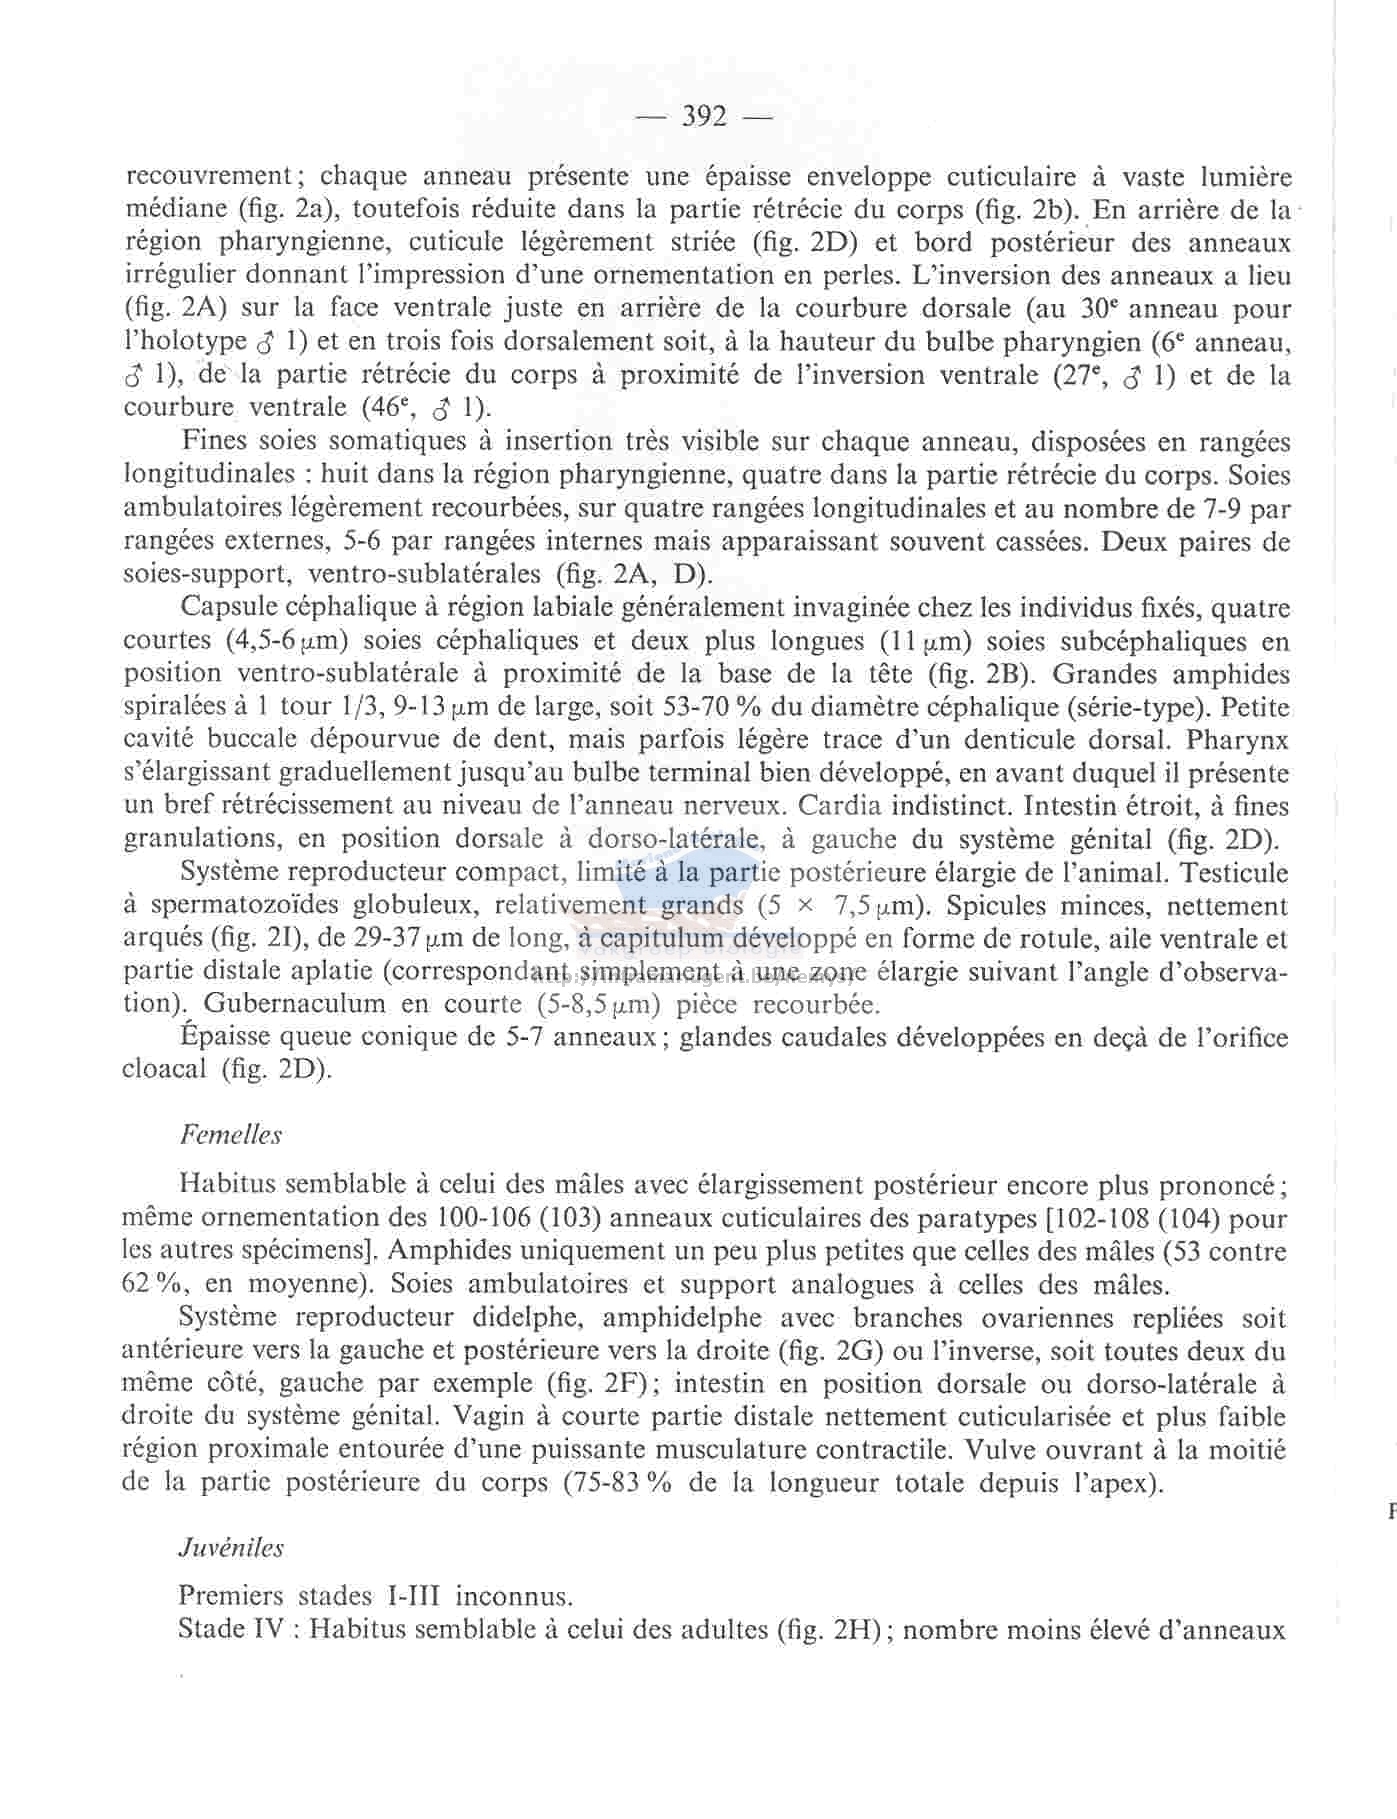 — 392 —
recouvrement ; chaque anneau présente une épaisse enveloppe cuticulaire à vaste lumière
médiane (fig. 2a), toutefois réduite dans la partie rétrécie du corps (fig. 2b). En arrière de la
région pharyngienne, cuticule légèrement striée (fig. 2D) et bord postérieur des anneaux
irrégulier donnant l'impression d'une ornementation en perles. L'inversion des anneaux a lieu
(fig. 2A) sur la face ventrale juste en arrière de la courbure dorsale (au 30e anneau pour
l'holotype ♂ 1) et en trois fois dorsalement soit, à la hauteur du bulbe pharyngien (6e anneau,
♂ 1), de la partie rétrécie du corps à proximité de l'inversion ventrale (27e, ♂ 1) et de la
courbure ventrale (46e, ♂ 1).
Fines soies somatiques à insertion très visible sur chaque anneau, disposées en rangées
longitudinales : huit dans la région pharyngienne, quatre dans la partie rétrécie du corps. Soies
ambulatoires légèrement recourbées, sur quatre rangées longitudinales et au nombre de 7-9 par
rangées externes, 5-6 par rangées internes mais apparaissant souvent cassées. Deux paires de
soies-support, ventro-sublatérales (fig. 2A, D).
Capsule céphalique à région labiale généralement invaginée chez les individus fixés, quatre
courtes (4,5-6 µm) soies céphaliques et deux plus longues (11 µm) soies subcéphaliques en
position ventro-sublatérale à proximité de la base de la tête (fig. 2B). Grandes amphides
spiralées à 1 tour 1/3, 9-13 µm de large, soit 53-70 % du diamètre céphalique (série-type). Petite
cavité buccale dépourvue de dent, mais parfois légère trace d'un denticule dorsal. Pharynx
s'élargissant graduellement jusqu'au bulbe terminal bien développé, en avant duquel il présente
un bref rétrécissement au niveau de l'anneau nerveux. Cardia indistinct. Intestin étroit, à fines
granulations, en position dorsale à dorso-latérale, à gauche du système génital (fig. 2D).
Système reproducteur compact, limité à la partie postérieure élargie de l'animal. Testicule
à spermatozoïdes globuleux, relativement grands (5 × 7,5 µm). Spicules minces, nettement
arqués (fig. 2I), de 29-37 µm de long, à capitulum développé en forme de rotule, aile ventrale et
partie distale aplatie (correspondant simplement à une zone élargie suivant l'angle d'observa-
tion). Gubernaculum en courte (5-8,5 µm) pièce recourbée.
Épaisse queue conique de 5-7 anneaux ; glandes caudales développées en deçà de l'orifice
cloacal (fig. 2D).
Femelles
Habitus semblable à celui des mâles avec élargissement postérieur encore plus prononcé ;
même ornementation des 100-106 (103) anneaux cuticulaires des paratypes [102-108 (104) pour
les autres spécimens]. Amphides uniquement un peu plus petites que celles des mâles (53 contre
62 %, en moyenne). Soies ambulatoires et support analogues à celles des mâles.
Système reproducteur didelphe, amphidelphe avec branches ovariennes repliées soit
antérieure vers la gauche et postérieure vers la droite (fig. 2G) ou l'inverse, soit toutes deux du
même côté, gauche par exemple (fig. 2F) ; intestin en position dorsale ou dorso-latérale à
droite du système génital. Vagin à courte partie distale nettement cuticularisée et plus faible
région proximale entourée d'une puissante musculature contractile. Vulve ouvrant à la moitié
de la partie postérieure du corps (75-83 % de la longueur totale depuis l'apex).
Juvéniles
Premiers stades I-III inconnus.
Stade IV : Habitus semblable à celui des adultes (fig. 2H) ; nombre moins élevé d'anneaux